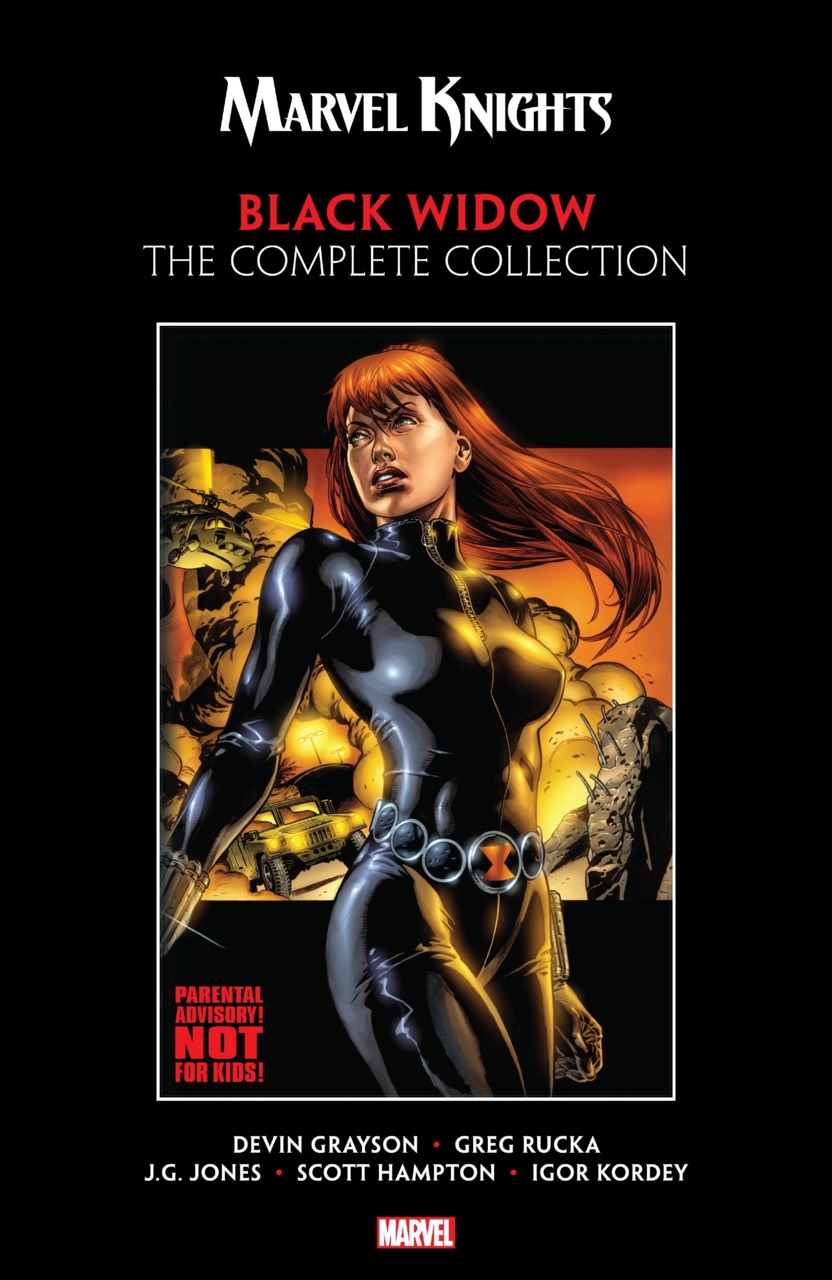 MARVEL KNIGHTS
BLACK WIDOW
THE COMPLETE COLLECTION
PARENTAL
ADVISORY!
NOT
FOR KIDS!
DEVIN GRAYSON • GREG RUCKA
J.G. JONES • SCOTT HAMPTON • IGOR KORDEY
MARVEL